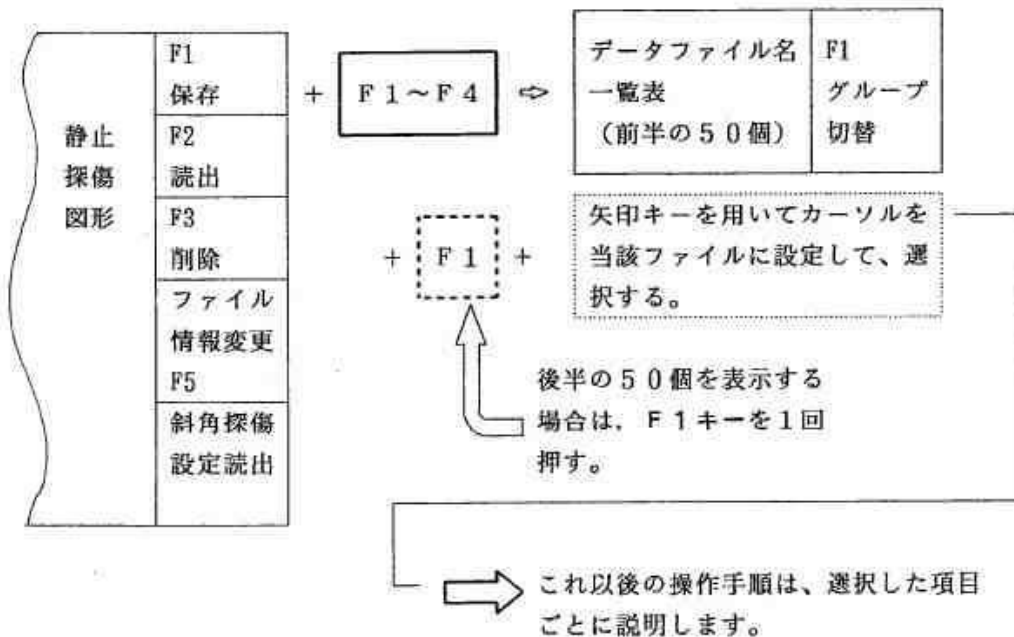 静止
探傷
図形
F1
保存
F2
読出
F3
削除
ファイル
情報変更
F5
斜角探傷
設定読出
+
F1～F4
⇨
データファイル名
一覧表
(前半の50個)
F1
グループ
切替
+
F1
+
矢印キーを用いてカーソルを
当該ファイルに設定して、選
択する。
後半の50個を表示する
場合は, F1キーを1回
押す。
これ以後の操作手順は、選択した項目
ごとに説明します。